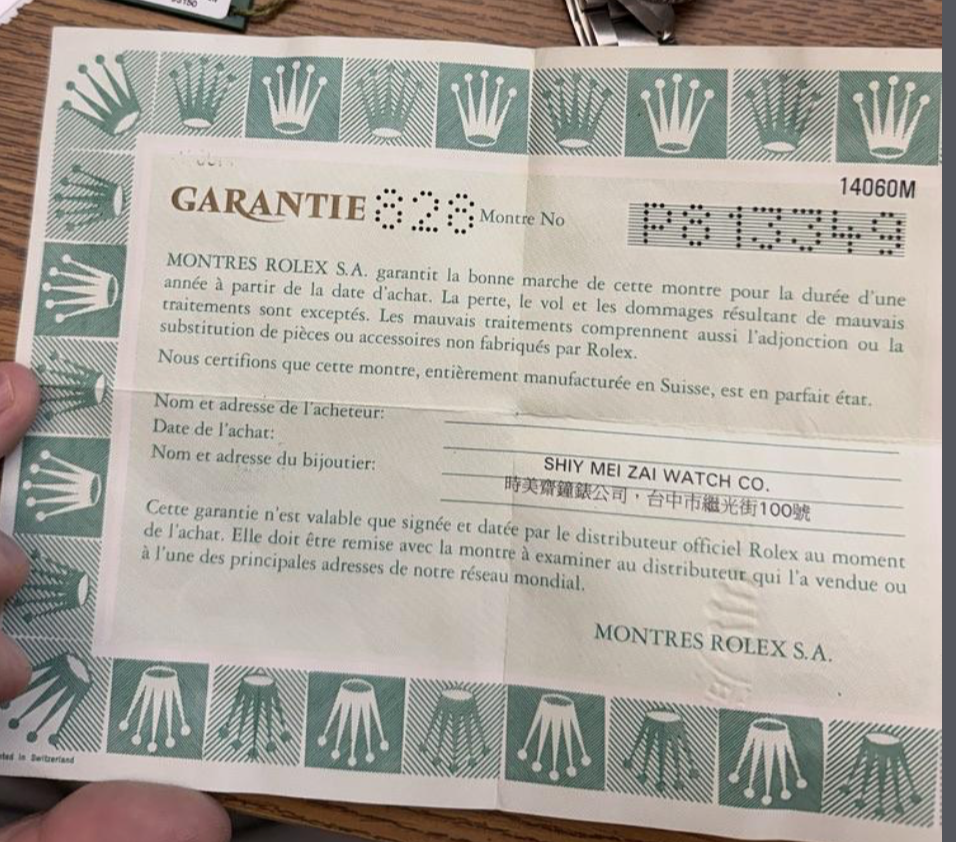 14060M
GARANTIE 828 Montre No P813349
MONTRES ROLEX S.A. garantit la bonne marche de cette montre pour la durée d'une
année à partir de la date d'achat. La perte, le vol et les dommages résultant de mauvais
traitements sont exceptés. Les mauvais traitements comprennent aussi l'adjonction ou la
substitution de pièces ou accessoires non fabriqués par Rolex.
Nous certifions que cette montre, entièrement manufacturée en Suisse, est en parfait état.
Nom et adresse de l'acheteur:
Date de l'achat:
Nom et adresse du bijoutier:
SHIY MEI ZAI WATCH CO.
時美齋鐘錶公司，台中市繼光街100號
Cette garantie n'est valable que signée et datée par le distributeur officiel Rolex au moment
de l'achat. Elle doit être remise avec la montre à examiner au distributeur qui l'a vendue ou
à l'une des principales adresses de notre réseau mondial.
MONTRES ROLEX S.A.
in Switzerland